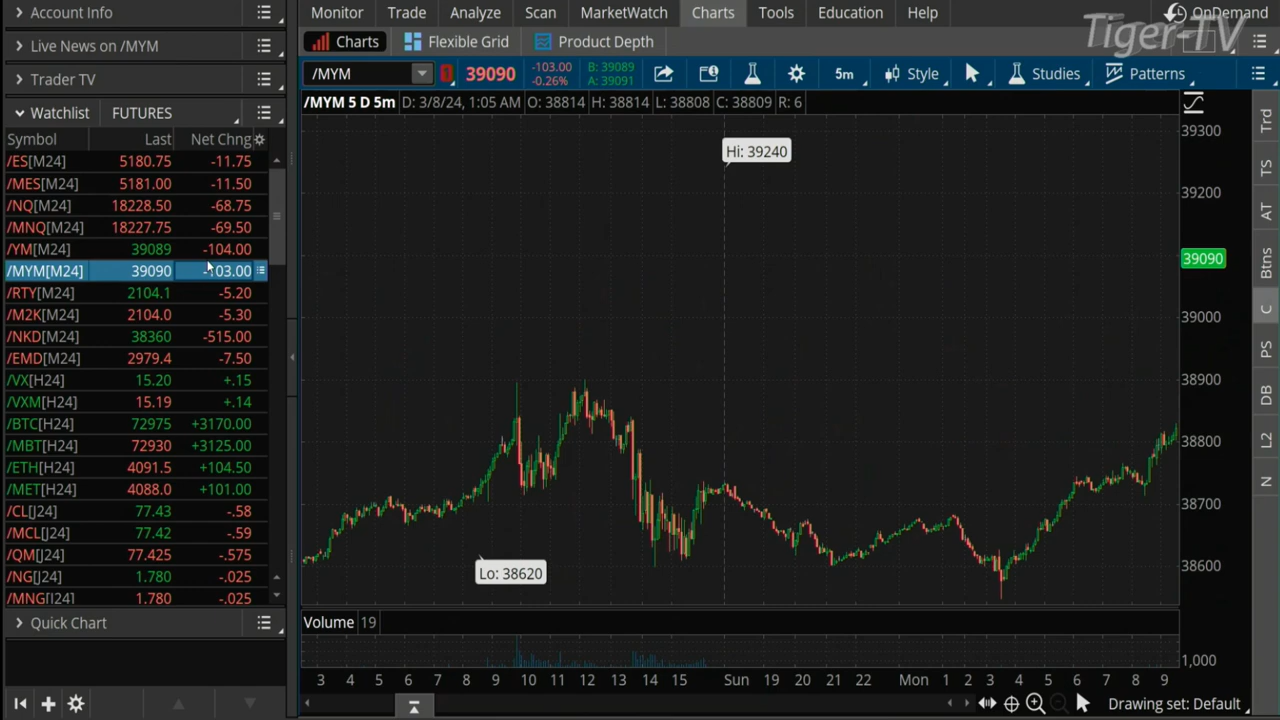 Account Info
Live News on /MYM
Trader TV
Watchlist FUTURES
Symbol Last Net Chng
/ES[M24] 5180.75 -11.75
/MES[M24] 5181.00 -11.50
/NQ[M24] 18228.50 -68.75
/MNQ[M24] 18227.75 -69.50
/YM[M24] 39089 -104.00
/MYM[M24] 39090 -103.00
/RTY[M24] 2104.1 -5.20
/M2K[M24] 2104.0 -5.30
/NKD[M24] 38360 -515.00
/EMD[M24] 2979.4 -7.50
/VX[H24] 15.20 +.15
/VXM[H24] 15.19 +.14
/BTC[H24] 72975 +3170.00
/MBT[H24] 72930 +3125.00
/ETH[H24] 4091.5 +104.50
/MET[H24] 4088.0 +101.00
/CL[J24] 77.43 -.58
/MCL[J24] 77.42 -.59
/QM[J24] 77.425 -.575
/NG[J24] 1.780 -.025
/MNG[J24] 1.780 -.025
Quick Chart
Monitor Trade Analyze Scan MarketWatch Charts Tools Education Help OnDemand
Tiger-TV
Charts Flexible Grid Product Depth
/MYM 39090 -103.00 B: 39089
-0.26% A: 39091
5m Style Studies Patterns
/MYM 5 D 5m D: 3/8/24, 1:05 AM O: 38814 H: 38814 L: 38808 C: 38809 R: 6
Hi: 39240
Lo: 38620
39300
39200
39090
39000
38900
38800
38700
38600
Volume 19
1,000
3 4 5 6 7 8 9 10 11 12 13 14 15 Sun 19 20 21 22 Mon 1 2 3 4 5 6 7 8 9
Drawing set: Default
Trd
TS
AT
Btns
C
PS
DB
L2
N